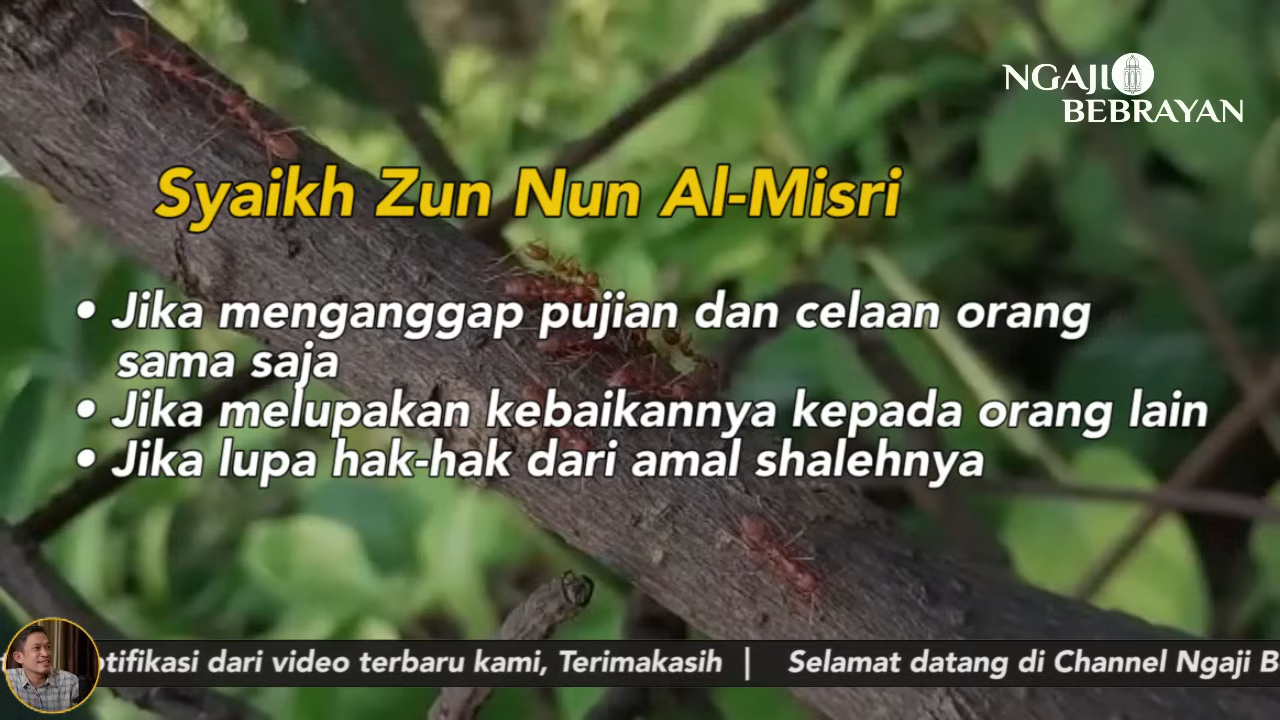 NGAJI
BEBRAYAN
Syaikh Zun Nun Al-Misri
• Jika menganggap pujian dan celaan orang
sama saja
• Jika melupakan kebaikannya kepada orang lain
• Jika lupa hak-hak dari amal shalehnya
dari video terbaru kami, Terimakasih | Selamat datang di Channel Ngaji